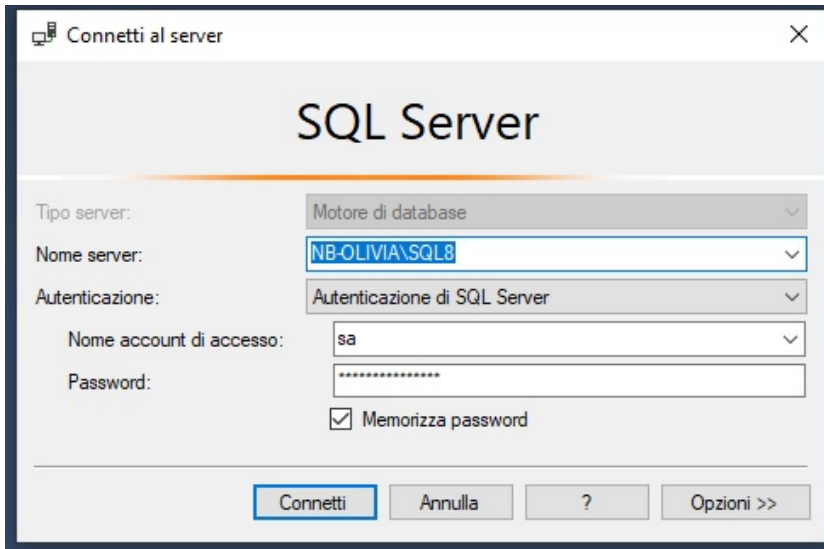 Connetti al server
SQL Server
Tipo server: Motore di database
Nome server: NB-OLIVIA\SQL8
Autenticazione: Autenticazione di SQL Server
Nome account di accesso: sa
Password: ***************
Memorizza password
Connetti Annulla ? Opzioni >>